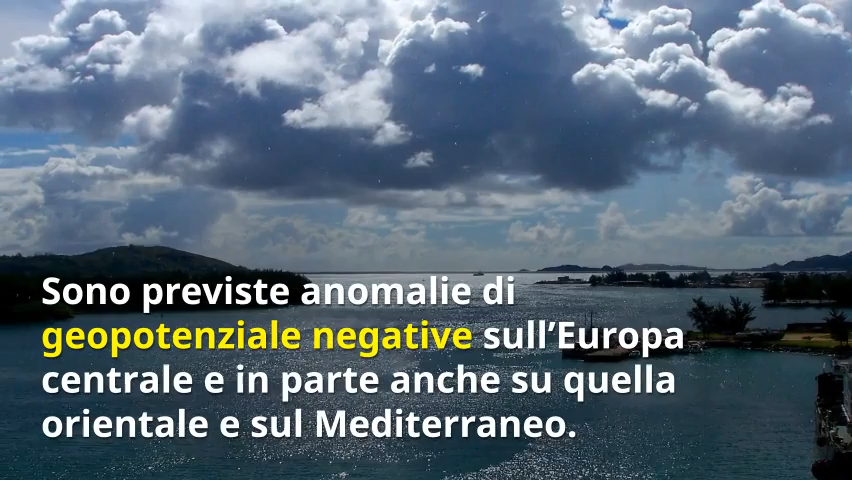 Sono previste anomalie di
geopotenziale negative sull’Europa
centrale e in parte anche su quella
orientale e sul Mediterraneo.